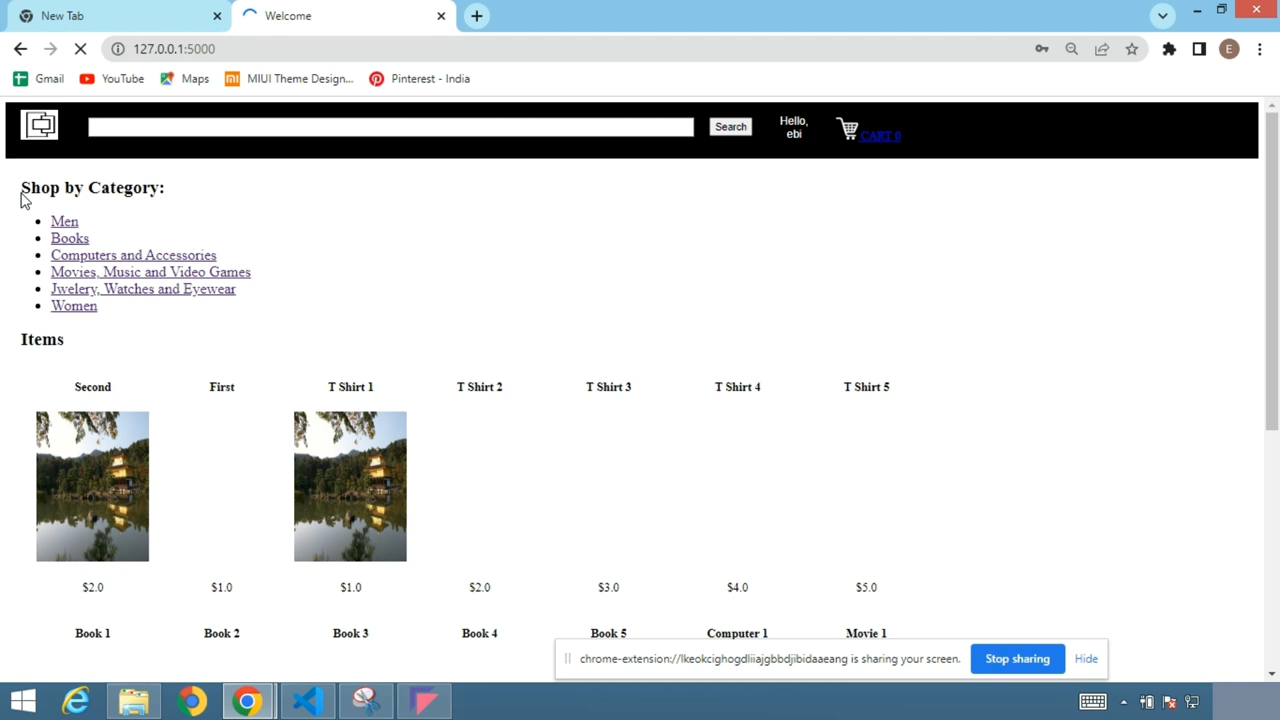 New Tab
Welcome
127.0.0.1:5000
E
Gmail
YouTube
Maps
MIUI Theme Design...
Pinterest - India
Search
Hello,
ebi
CART 0
Shop by Category:
Men
Books
Computers and Accessories
Movies, Music and Video Games
Jwelery, Watches and Eyewear
Women
Items
Second First T Shirt 1 T Shirt 2 T Shirt 3 T Shirt 4 T Shirt 5
$2.0 $1.0 $1.0 $2.0 $3.0 $4.0 $5.0
Book 1 Book 2 Book 3 Book 4 Book 5 Computer 1 Movie 1
chrome-extension://lkeokcighogdliiajgbbdjibidaaeang is sharing your screen.
Stop sharing
Hide